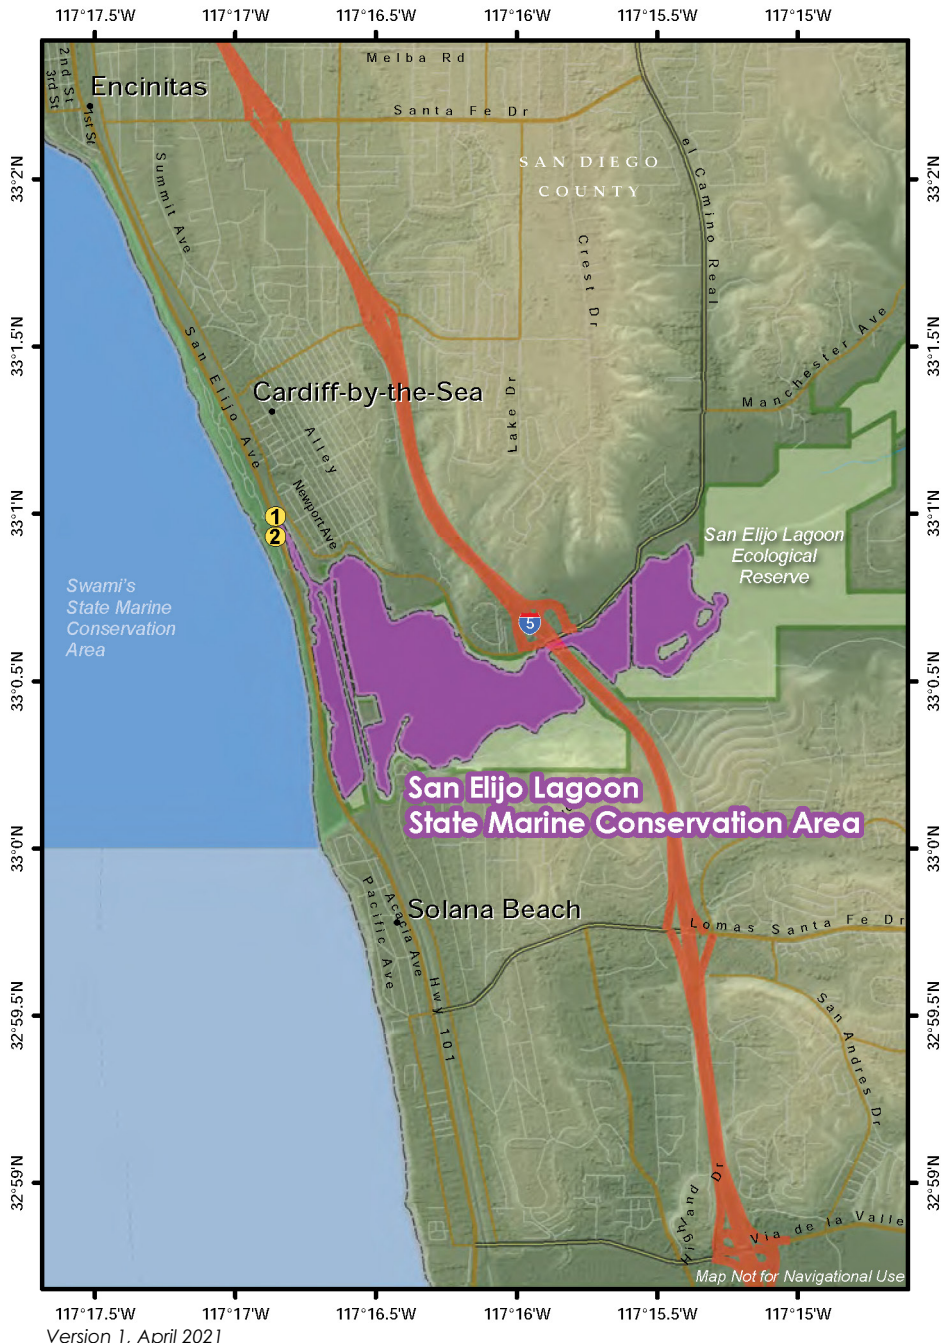 117°17.5'W 117°17'W 117°16.5'W 117°16'W 117°15.5'W 117°15'W
Melba Rd
2nd St
3rd St
Encinitas
1st St
Santa Fe Dr
SAN DIEGO
COUNTY
el Camino Real
33°2'N 33°2'N
Summit Ave
Crest Dr
Manchester Ave
33°1.5'N 33°1.5'N
San Elijo Ave
Cardiff-by-the-Sea
Lake Dr
Alley
Newport Ave
33°1'N 33°1'N
1
2
San Elijo Lagoon
Ecological
Reserve
Swami's
State Marine
Conservation
Area
5
33°0.5'N 33°0.5'N
San Elijo Lagoon
State Marine Conservation Area
33°0'N 33°0'N
Solana Beach
Pacific Ave
Acacia Ave
Hwy 101
Lomas Santa Fe Dr
32°59.5'N 32°59.5'N
San Andres Dr
32°59'N 32°59'N
Highland Dr
Via de la Valle
Map Not for Navigational Use
117°17.5'W 117°17'W 117°16.5'W 117°16'W 117°15.5'W 117°15'W
Version 1, April 2021